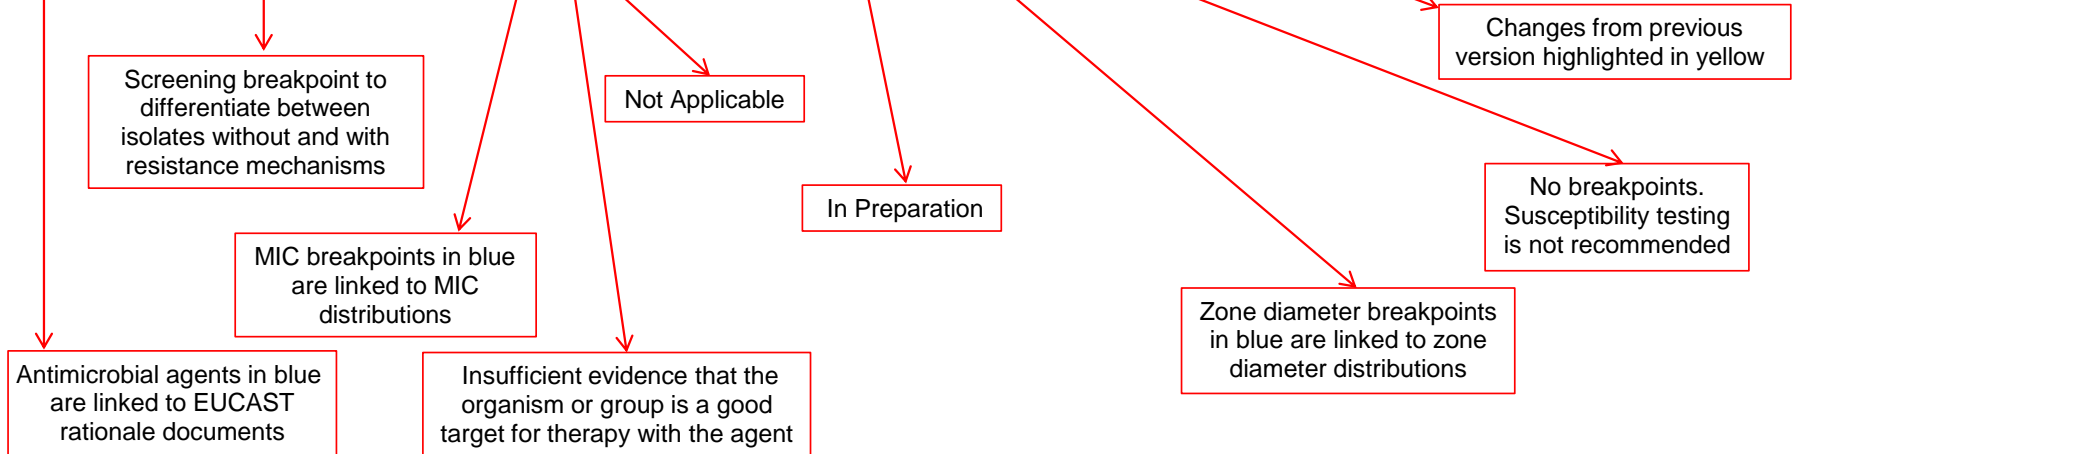 Changes from previous
version highlighted in yellow
Screening breakpoint to
differentiate between
isolates without and with
resistance mechanisms
Not Applicable
In Preparation
No breakpoints.
Susceptibility testing
is not recommended
MIC breakpoints in blue
are linked to MIC
distributions
Zone diameter breakpoints
in blue are linked to zone
diameter distributions
Antimicrobial agents in blue
are linked to EUCAST
rationale documents
Insufficient evidence that the
organism or group is a good
target for therapy with the agent